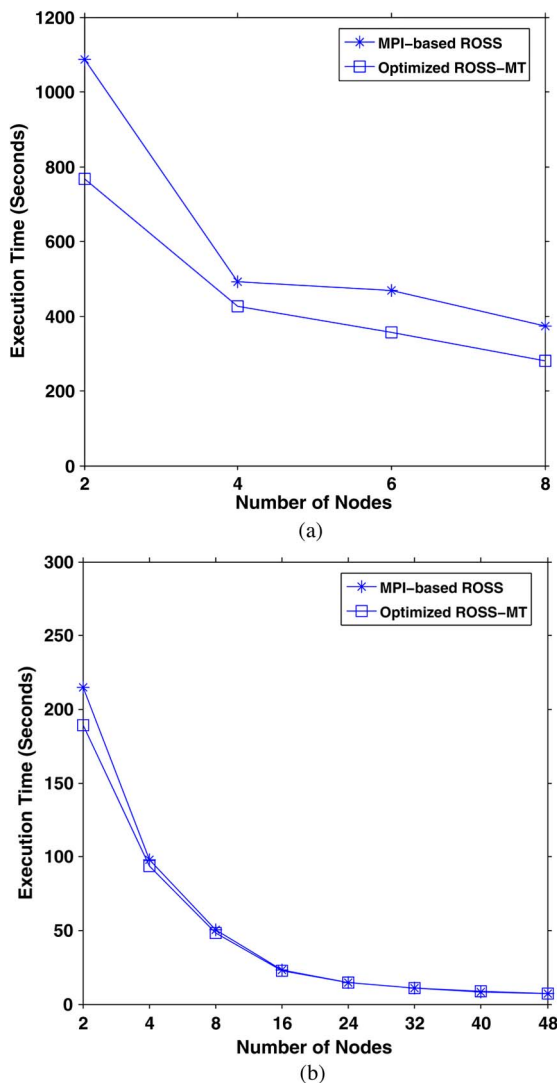 1200
1000
800
600
400
200
0
Execution Time (Seconds)
MPI-based ROSS
Optimized ROSS-MT
2 4 6 8
Number of Nodes
(a)
300
250
200
150
100
50
0
Execution Time (Seconds)
MPI-based ROSS
Optimized ROSS-MT
2 4 8 16 24 32 40 48
Number of Nodes
(b)